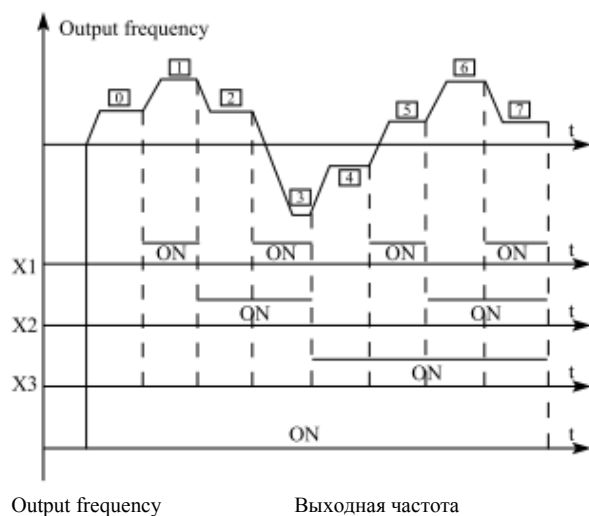 Output frequency
1
6
0
2
5
7
t
3
4
t
ON
ON
ON
ON
X1
t
ON
ON
X2
t
ON
X3
ON
t
Output frequency
Выходная частота